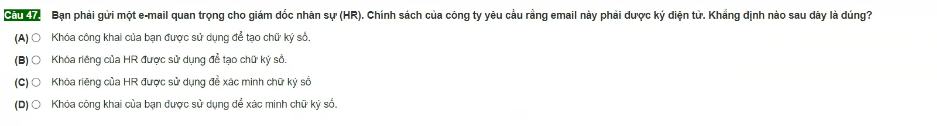 Câu 47. Bạn phải gửi một e-mail quan trọng cho giám đốc nhân sự (HR). Chính sách của công ty yêu cầu rằng email này phải được ký điện tử. Khẳng định nào sau đây là đúng?
(A) Khóa công khai của bạn được sử dụng để tạo chữ ký số.
(B) Khóa riêng của HR được sử dụng để tạo chữ ký số.
(C) Khóa riêng của HR được sử dụng để xác minh chữ ký số
(D) Khóa công khai của bạn được sử dụng để xác minh chữ ký số.